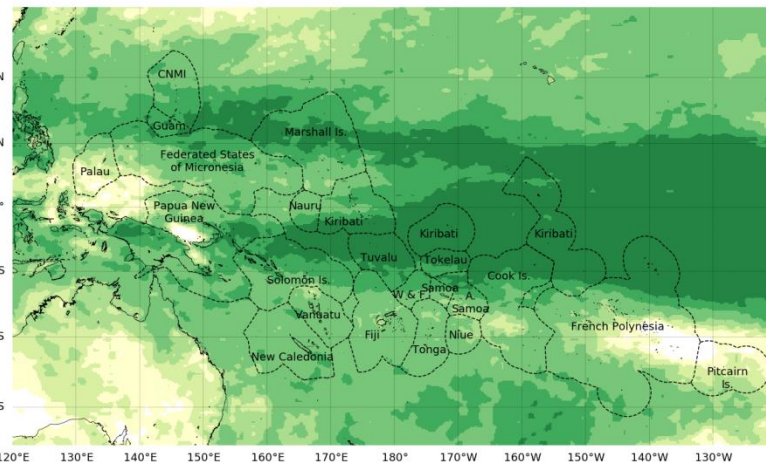 CNMI
N
Guam
Marshall Is.
N
Federated States
of Micronesia
Palau
Papua New
Guinea
Nauru
Kiribati
Kiribati
Kiribati
Tuvalu
Tokelau
S
Solomon Is.
Cook Is.
Samoa
W & F
A.
Samoa
Vanuatu
French Polynesia
Fiji
Niue
S
Tonga
New Caledonia
Pitcairn
Is.
S
120°E 130°E 140°E 150°E 160°E 170°E 180° 170°W 160°W 150°W 140°W 130°W